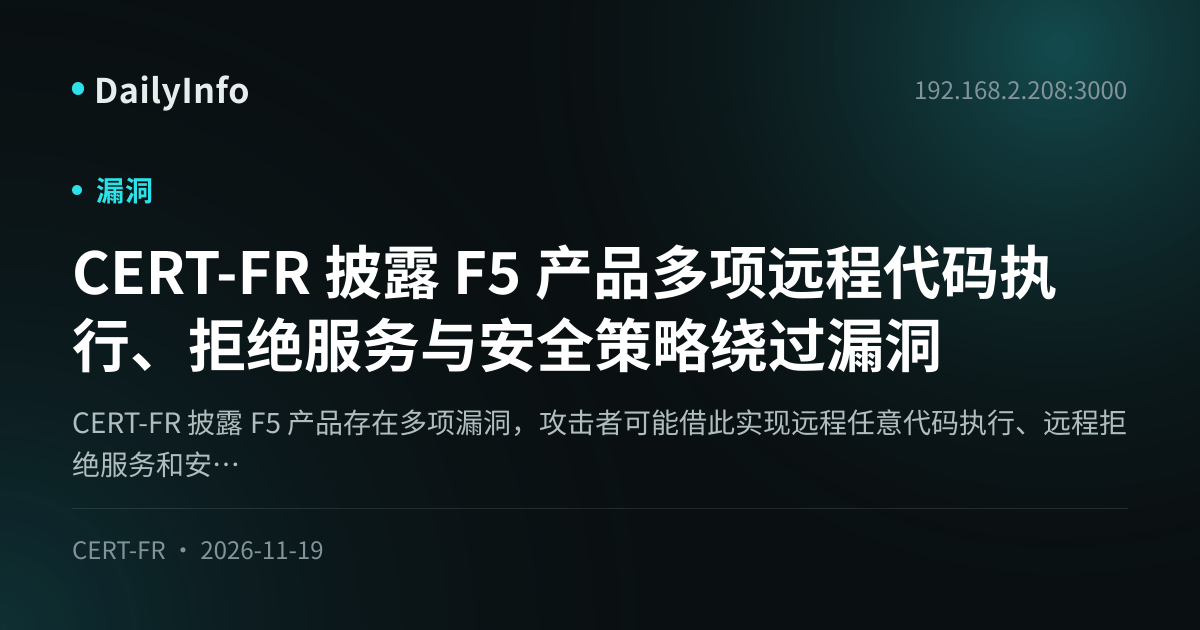 DailyInfo
192.168.2.208:3000
漏洞
CERT-FR 披露 F5 产品多项远程代码执
行、拒绝服务与安全策略绕过漏洞
CERT-FR 披露 F5 产品存在多项漏洞，攻击者可能借此实现远程任意代码执行、远程拒
绝服务和安…
CERT-FR · 2026-11-19